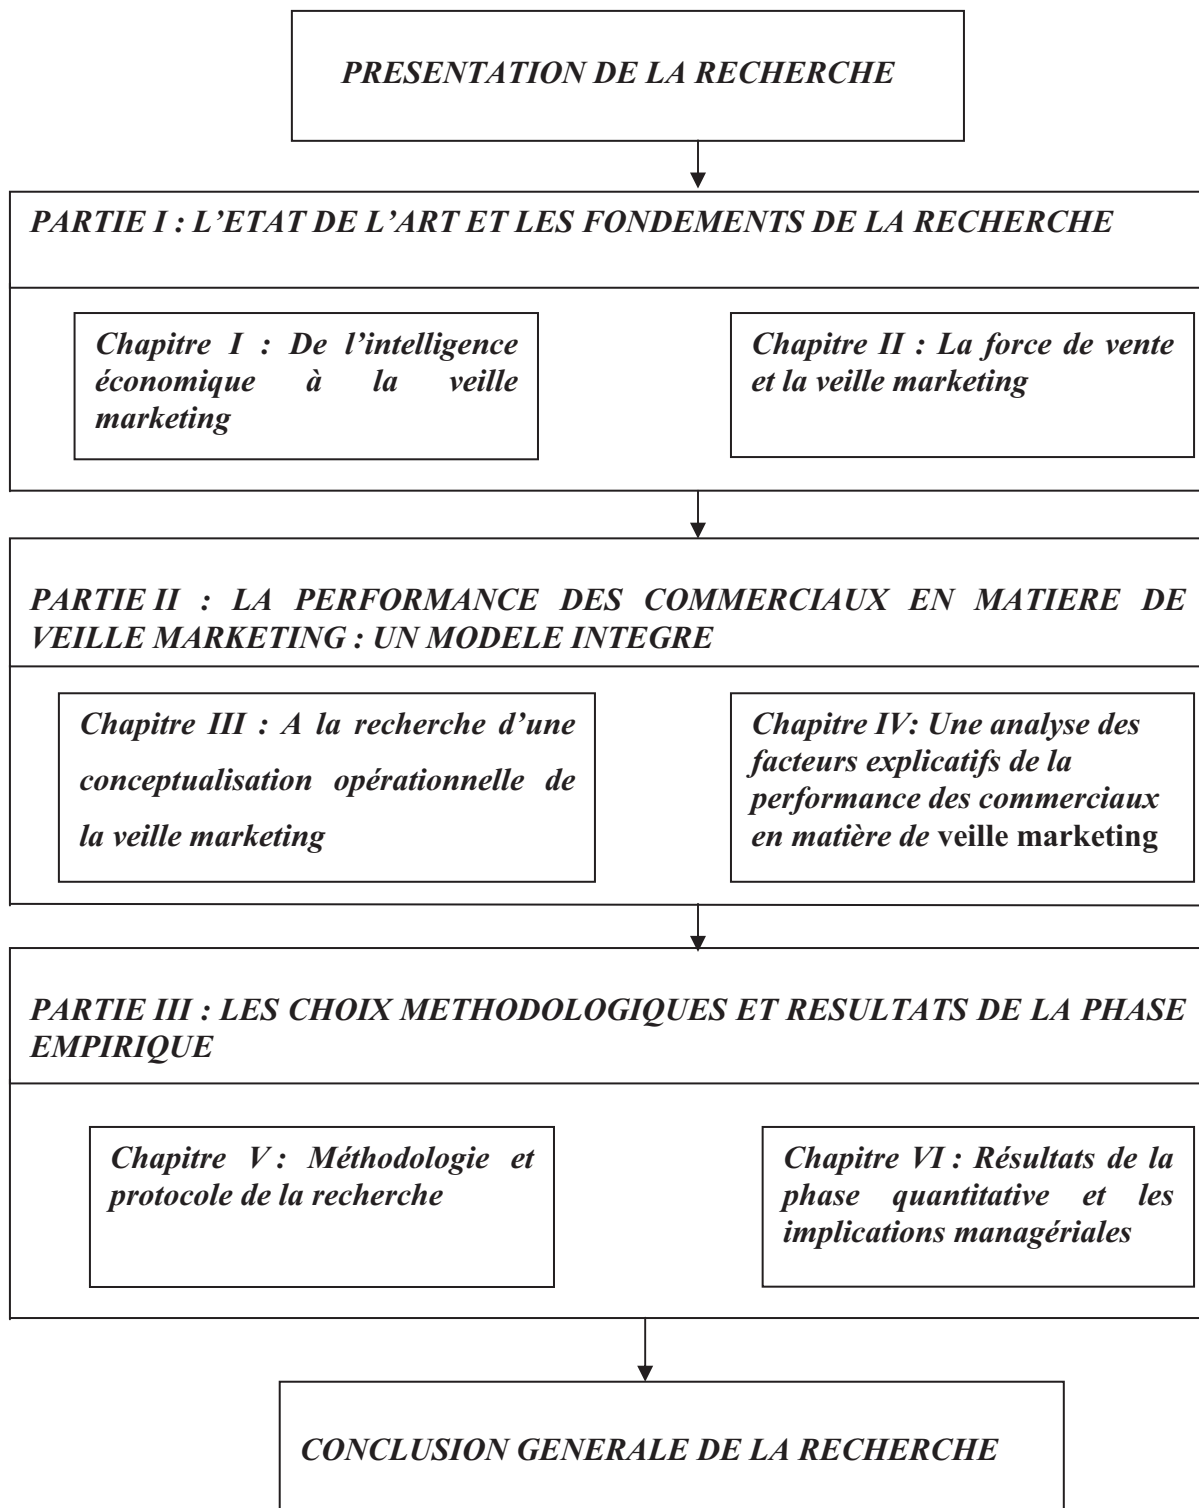 PRESENTATION DE LA RECHERCHE
PARTIE I : L’ETAT DE L’ART ET LES FONDEMENTS DE LA RECHERCHE
Chapitre I : De l’intelligence
économique à la veille
marketing
Chapitre II : La force de vente
et la veille marketing
PARTIE II : LA PERFORMANCE DES COMMERCIAUX EN MATIERE DE
VEILLE MARKETING : UN MODELE INTEGRE
Chapitre III : A la recherche d’une
conceptualisation opérationnelle de
la veille marketing
Chapitre IV: Une analyse des
facteurs explicatifs de la
performance des commerciaux
en matière de veille marketing
PARTIE III : LES CHOIX METHODOLOGIQUES ET RESULTATS DE LA PHASE
EMPIRIQUE
Chapitre V : Méthodologie et
protocole de la recherche
Chapitre VI : Résultats de la
phase quantitative et les
implications managériales
CONCLUSION GENERALE DE LA RECHERCHE